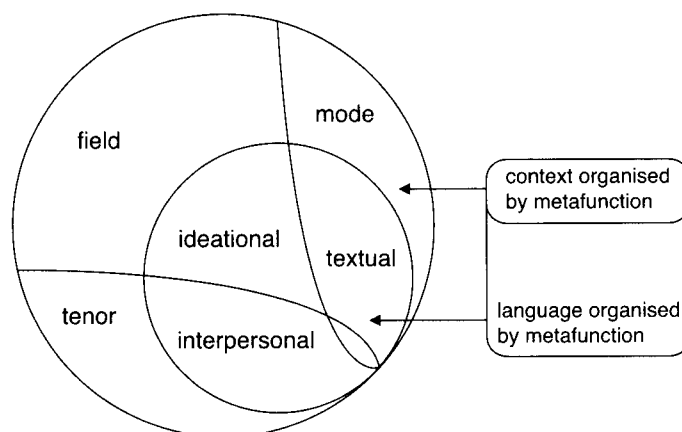 mode
field
context organised
by metafunction
ideational
textual
tenor
language organised
by metafunction
interpersonal